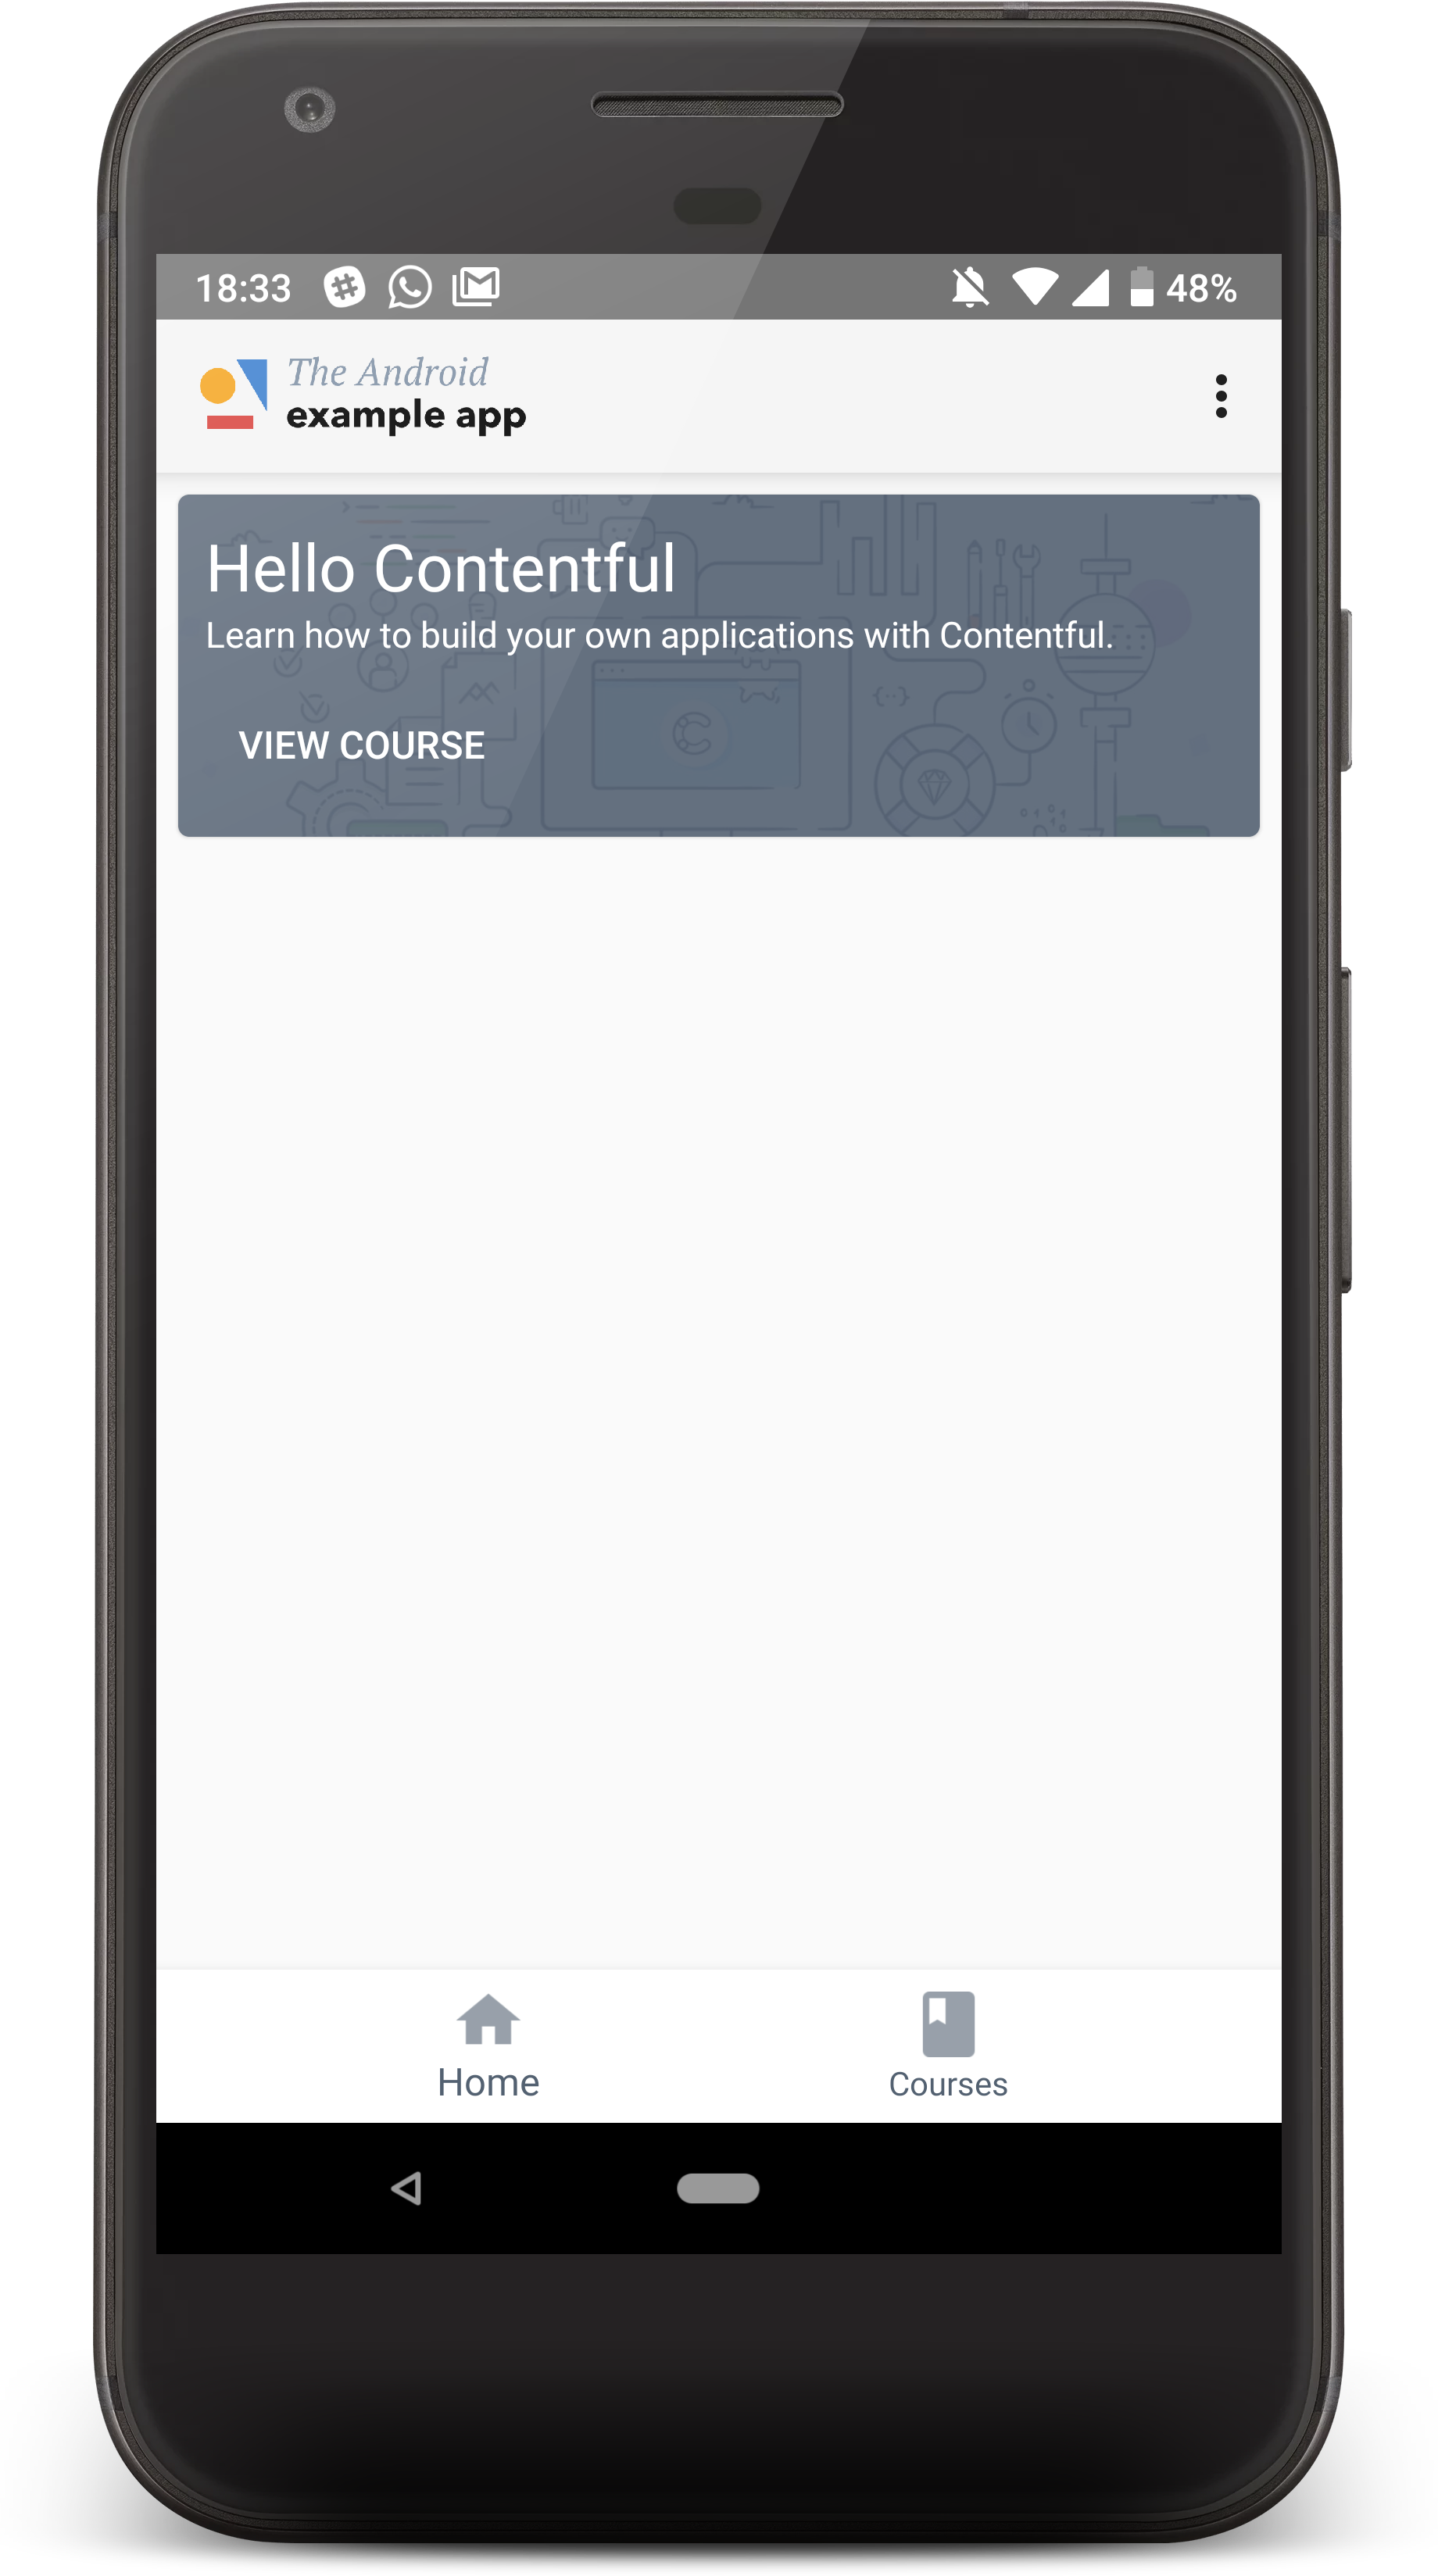 18:33
48%
The Android
example app
Hello Contentful
Learn how to build your own applications with Contentful.
VIEW COURSE
Home
Courses